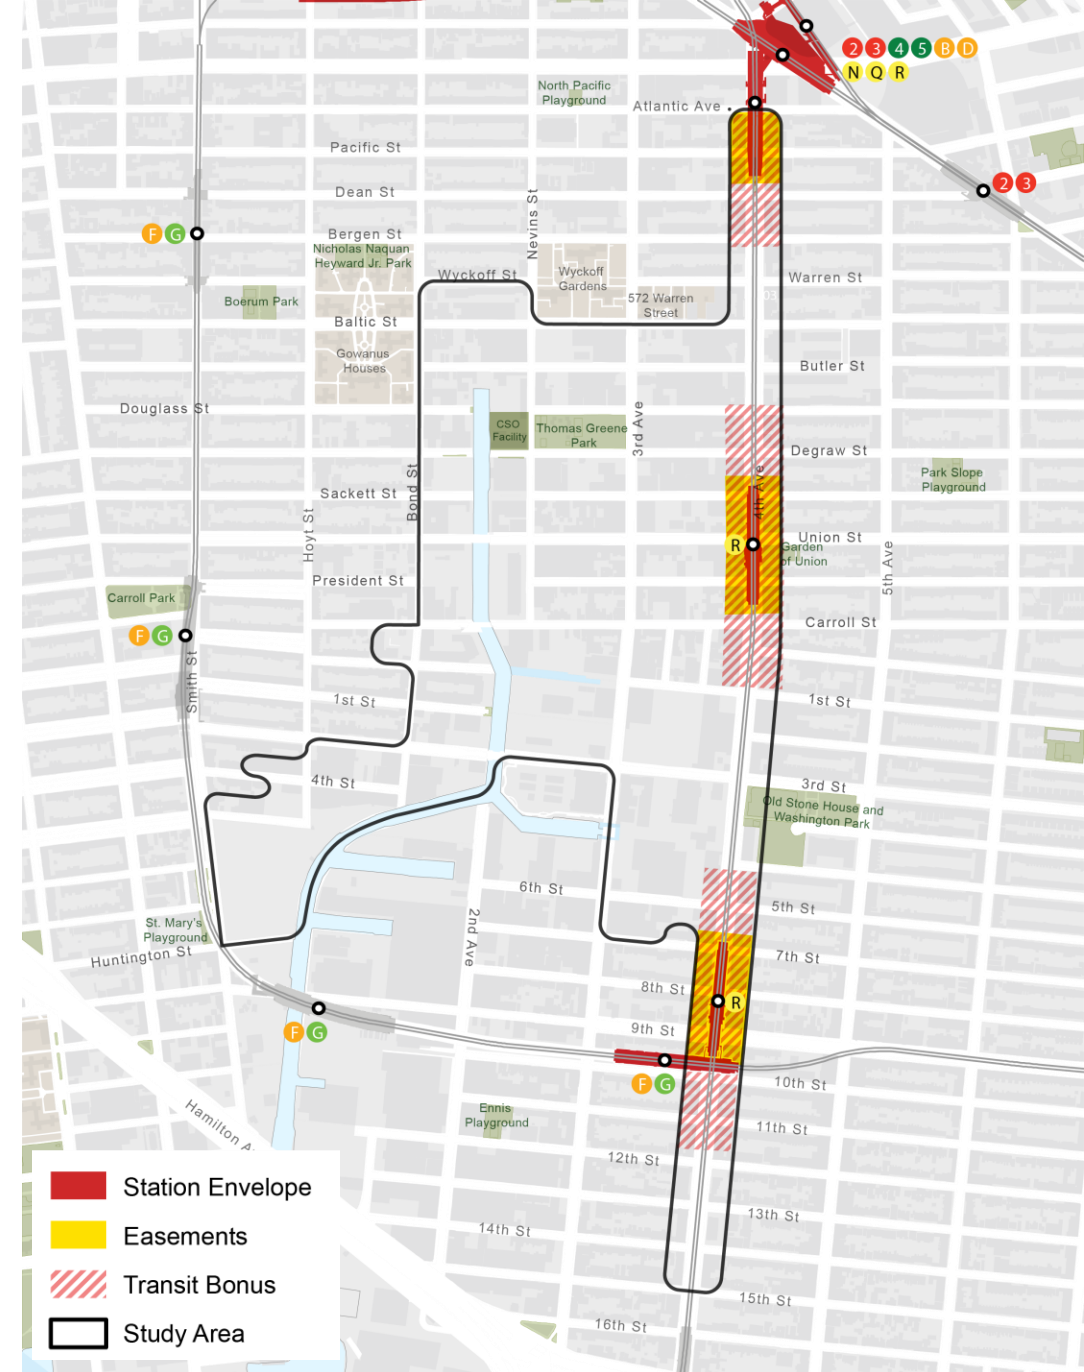 2 3 4 5 B D
N Q R
North Pacific
Playground
Atlantic Ave
Pacific St
Dean St
2 3
Nevins St
F G
Bergen St
Nicholas Naquan
Heyward Jr. Park
Wyckoff St
Wyckoff
Gardens
Warren St
Boerum Park
572 Warren
Street
Baltic St
Gowanus
Houses
Butler St
Douglass St
CSO
Facility
Thomas Greene
Park
3rd Ave
Degraw St
Park Slope
Playground
Sackett St
Bond St
4th Ave
Hoyt St
R
Union St
Garden
of Union
5th Ave
President St
Carroll Park
Carroll St
F G
Smith St
1st St
1st St
4th St
3rd St
Old Stone House and
Washington Park
6th St
5th St
St. Mary's
Playground
2nd Ave
Huntington St
7th St
8th St
R
9th St
F G
F G
10th St
Ennis
Playground
11th St
Hamilton A
12th St
13th St
14th St
15th St
16th St
Station Envelope
Easements
Transit Bonus
Study Area